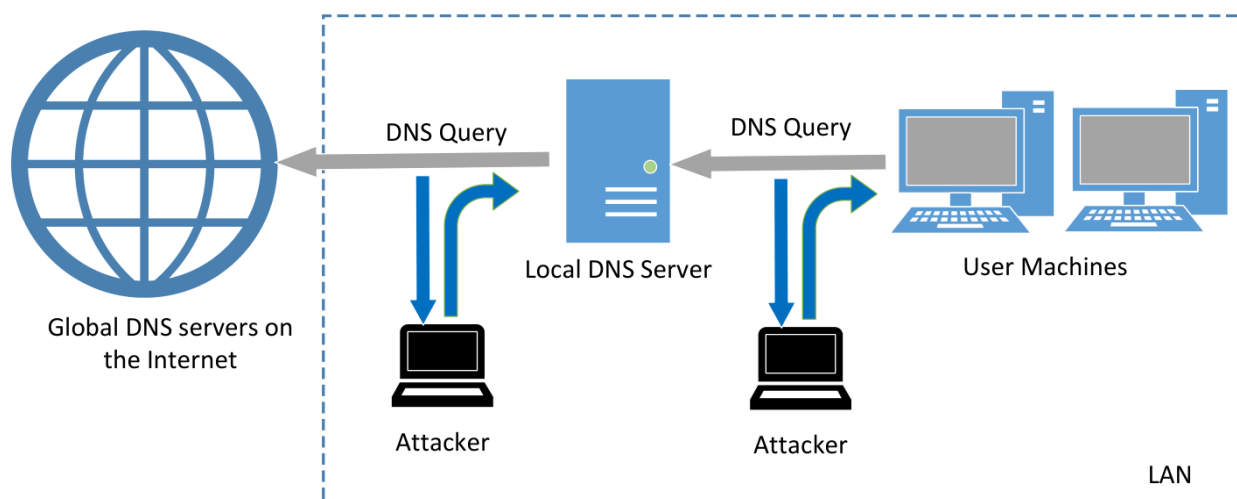 DNS Query
DNS Query
Local DNS Server
User Machines
Global DNS servers on
the Internet
Attacker
Attacker
LAN